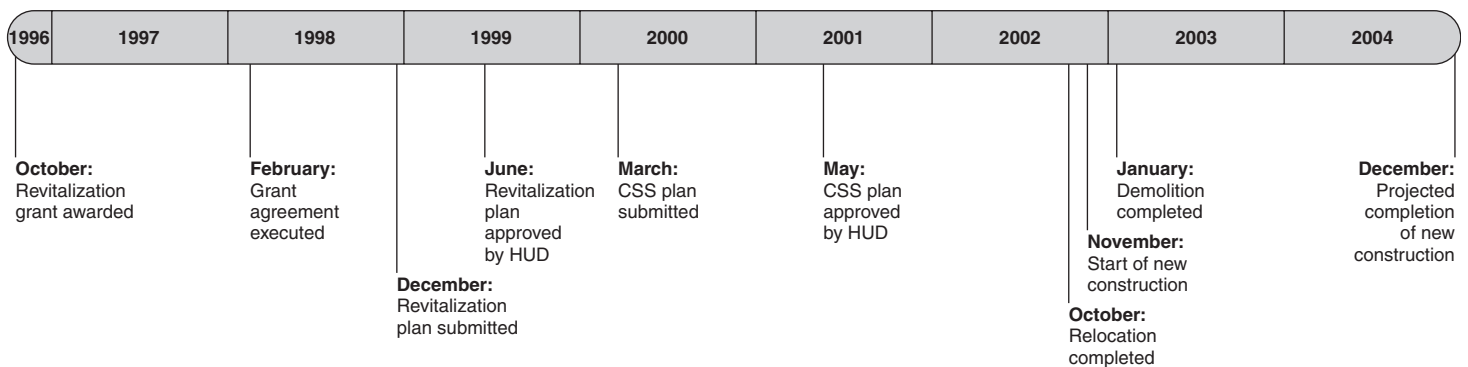 1996
1997
1998
1999
2000
2001
2002
2003
2004
October:
Revitalization
grant awarded
February:
Grant
agreement
executed
December:
Revitalization
plan submitted
June:
Revitalization
plan
approved
by HUD
March:
CSS plan
submitted
May:
CSS plan
approved
by HUD
October:
Relocation
completed
November:
Start of new
construction
January:
Demolition
completed
December:
Projected
completion
of new
construction